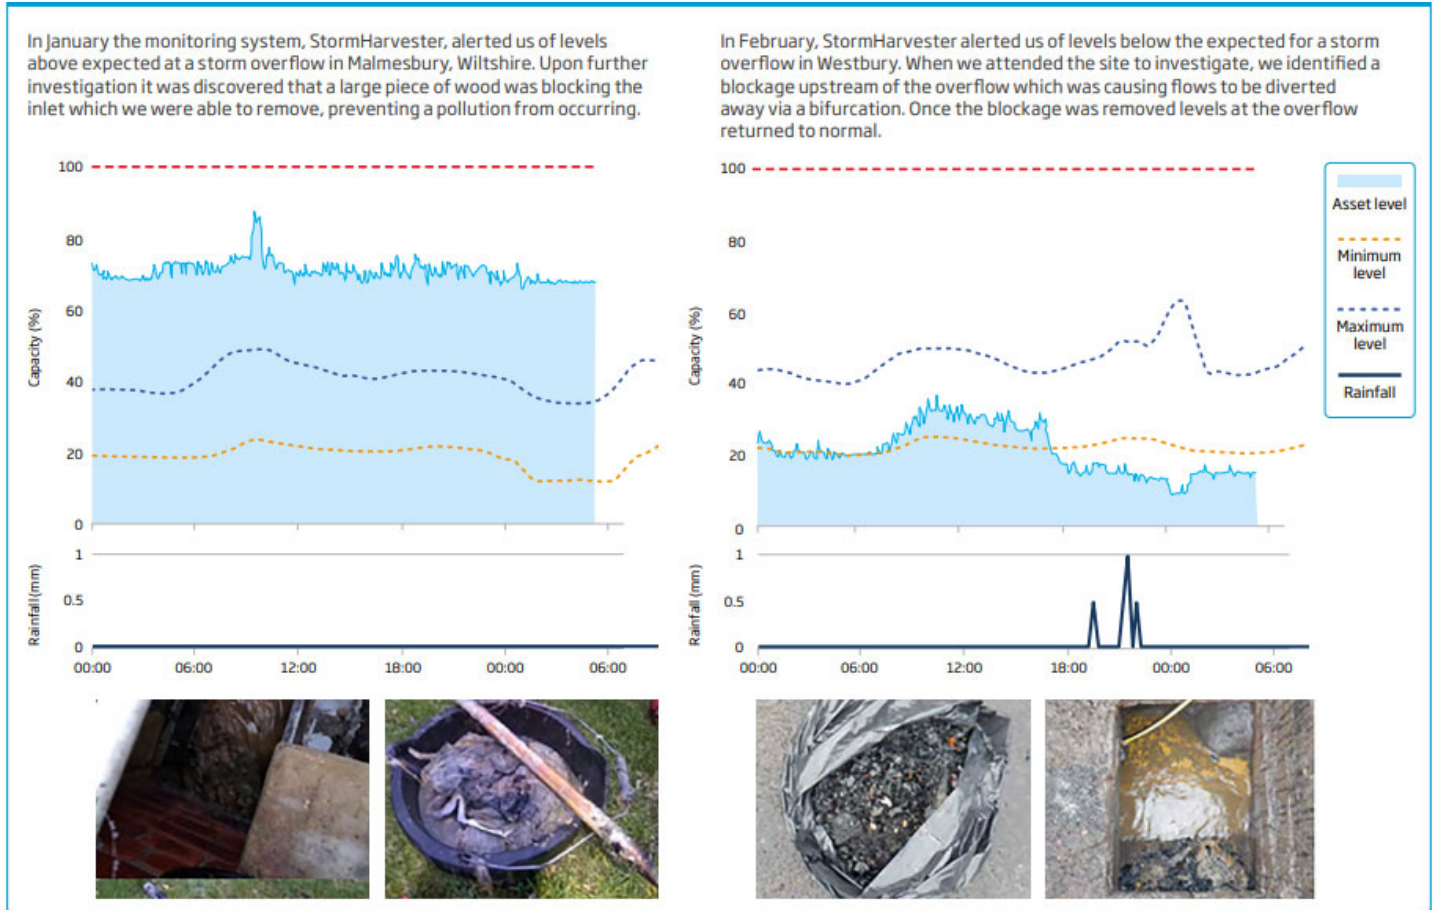 In January the monitoring system, StormHarvester, alerted us of levels
above expected at a storm overflow in Malmesbury, Wiltshire. Upon further
investigation it was discovered that a large piece of wood was blocking the
inlet which we were able to remove, preventing a pollution from occurring.
100
80
60
40
20
0
Capacity (%)
1
0.5
0
Rainfall (mm)
00:00 06:00 12:00 18:00 00:00 06:00
In February, StormHarvester alerted us of levels below the expected for a storm
overflow in Westbury. When we attended the site to investigate, we identified a
blockage upstream of the overflow which was causing flows to be diverted
away via a bifurcation. Once the blockage was removed levels at the overflow
returned to normal.
100
80
60
40
20
0
Capacity (%)
1
0.5
0
Rainfall (mm)
00:00 06:00 12:00 18:00 00:00 06:00
Asset level
Minimum
level
Maximum
level
Rainfall